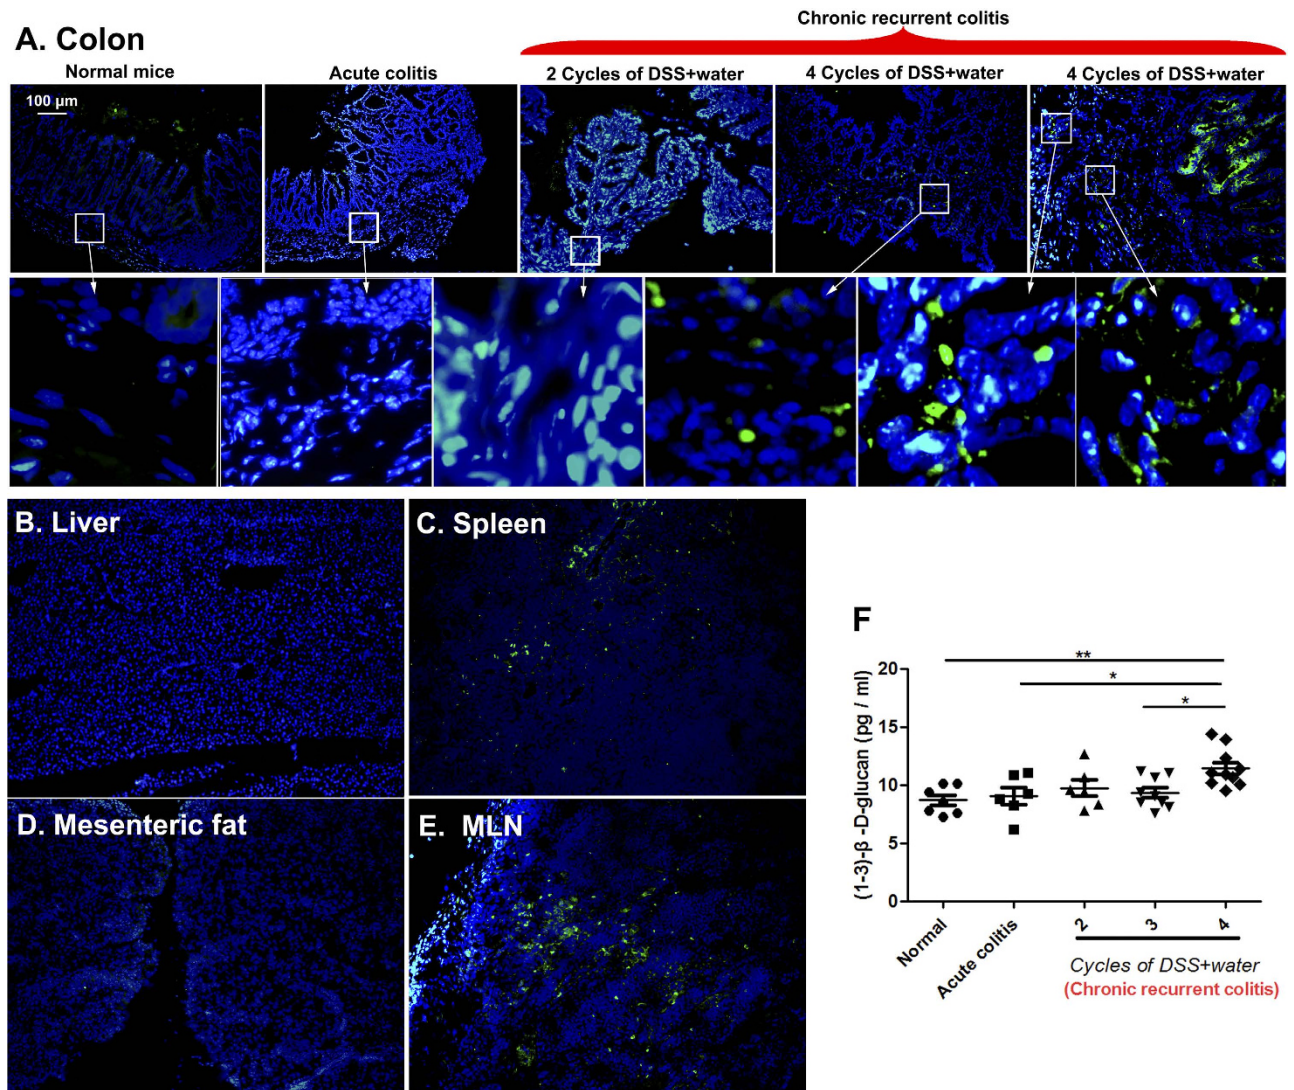 Chronic recurrent colitis
A. Colon
Normal mice
Acute colitis
2 Cycles of DSS+water
4 Cycles of DSS+water
4 Cycles of DSS+water
100 µm
B. Liver
C. Spleen
D. Mesenteric fat
E. MLN
F
(1-3)-β -D-glucan (pg / ml)
20
15
10
5
0
**
*
*
Normal
Acute colitis
2
3
4
Cycles of DSS+water
(Chronic recurrent colitis)